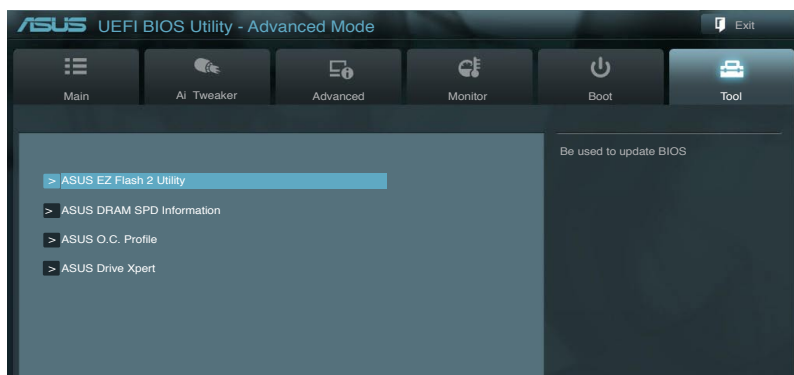 ASUS UEFI BIOS Utility - Advanced Mode
Exit
Main
Ai Tweaker
Advanced
Monitor
Boot
Tool
Be used to update BIOS
> ASUS EZ Flash 2 Utility
> ASUS DRAM SPD Information
> ASUS O.C. Profile
> ASUS Drive Xpert